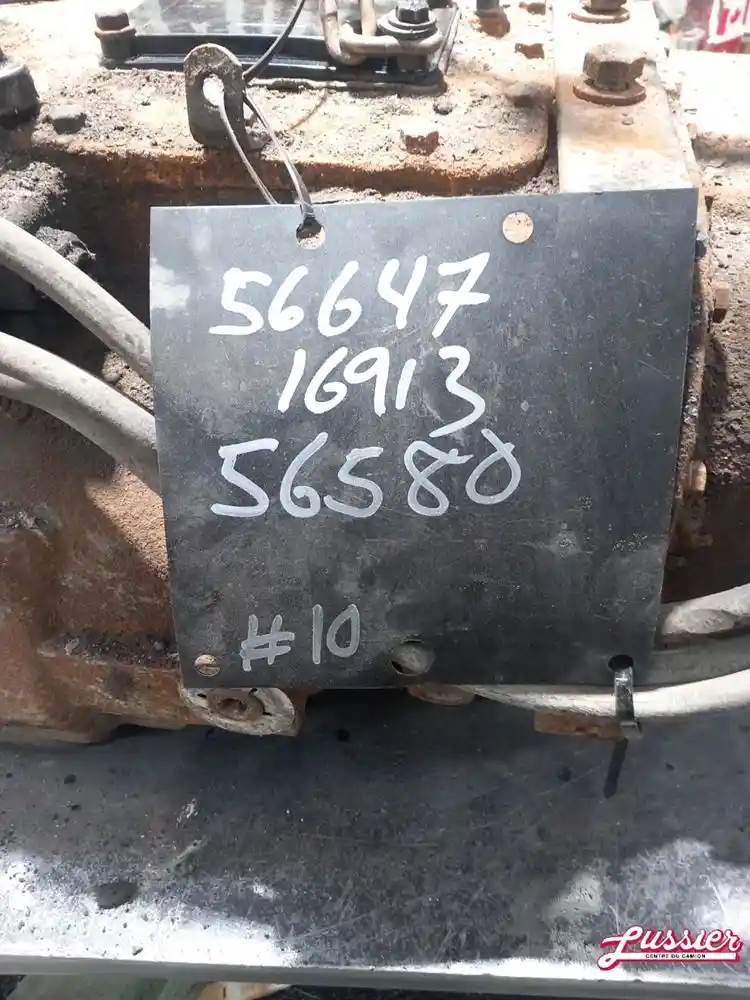 56647
16913
56580
#10
Lussier
CENTRE DU CAMION